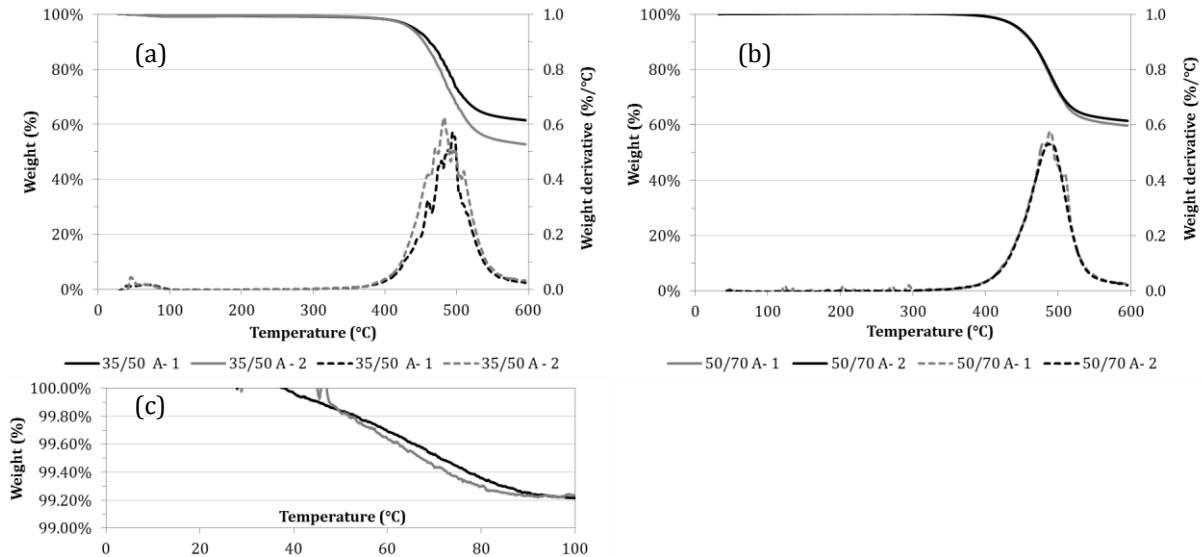 (a)
Weight (%)
100%
80%
60%
40%
20%
0%
1.0
0.8
0.6
0.4
0.2
0.0
Weight derivative (%/°C)
0 100 200 300 400 500 600
Temperature (°C)
35/50 A- 1 35/50 A - 2 35/50 A- 1 35/50 A - 2
(b)
Weight (%)
100%
80%
60%
40%
20%
0%
1.0
0.8
0.6
0.4
0.2
0.0
Weight derivative (%/°C)
0 100 200 300 400 500 600
Temperature (°C)
50/70 A- 1 50/70 A- 2 50/70 A- 1 50/70 A- 2
(c)
Weight (%)
100.00%
99.80%
99.60%
99.40%
99.20%
99.00%
Temperature (°C)
0 20 40 60 80 100